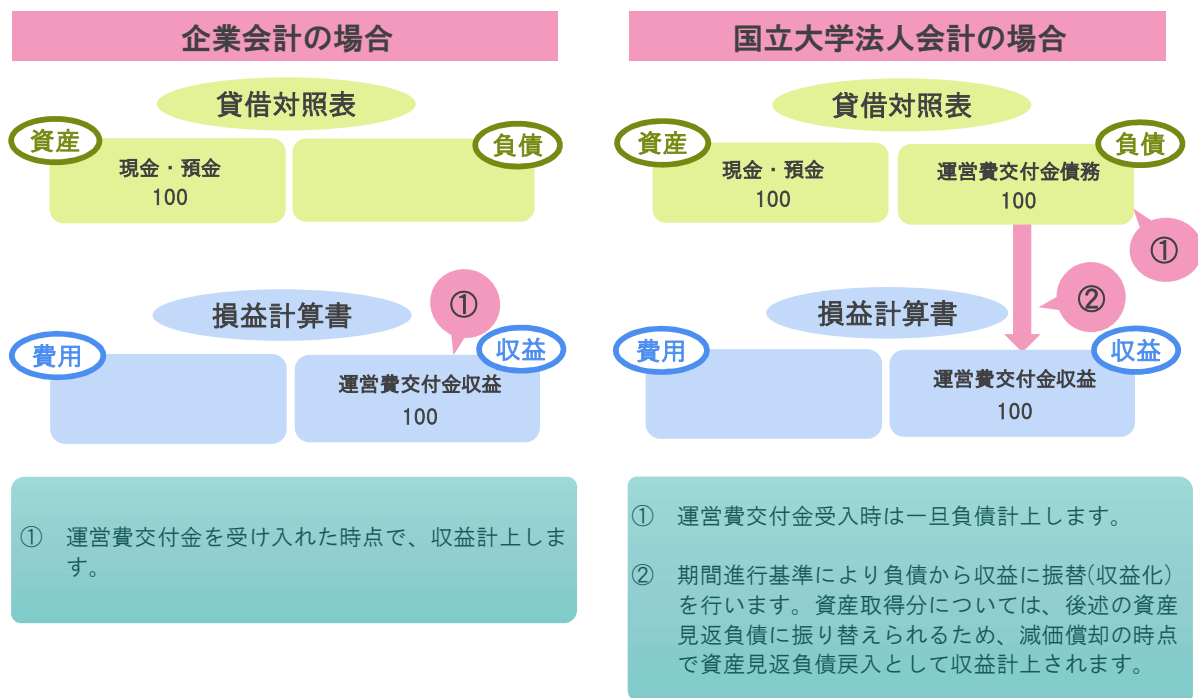 企業会計の場合
貸借対照表
資産
負債
現金・預金
100
損益計算書
①
費用
収益
運営費交付金収益
100
① 運営費交付金を受け入れた時点で、収益計上しま
す。
国立大学法人会計の場合
貸借対照表
資産
負債
現金・預金
100
運営費交付金債務
100
①
②
損益計算書
費用
収益
運営費交付金収益
100
① 運営費交付金受入時は一旦負債計上します。
② 期間進行基準により負債から収益に振替(収益化)
を行います。資産取得分については、後述の資産
見返負債に振り替えられるため、減価償却の時点
で資産見返負債戻入として収益計上されます。